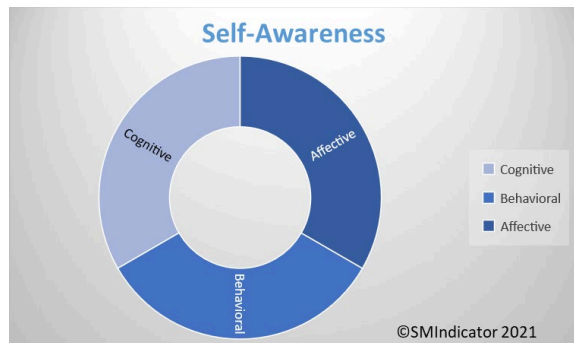 Self-Awareness
Cognitive
Affective
Behavioral
Cognitive
Behavioral
Affective
©SMIndicator 2021